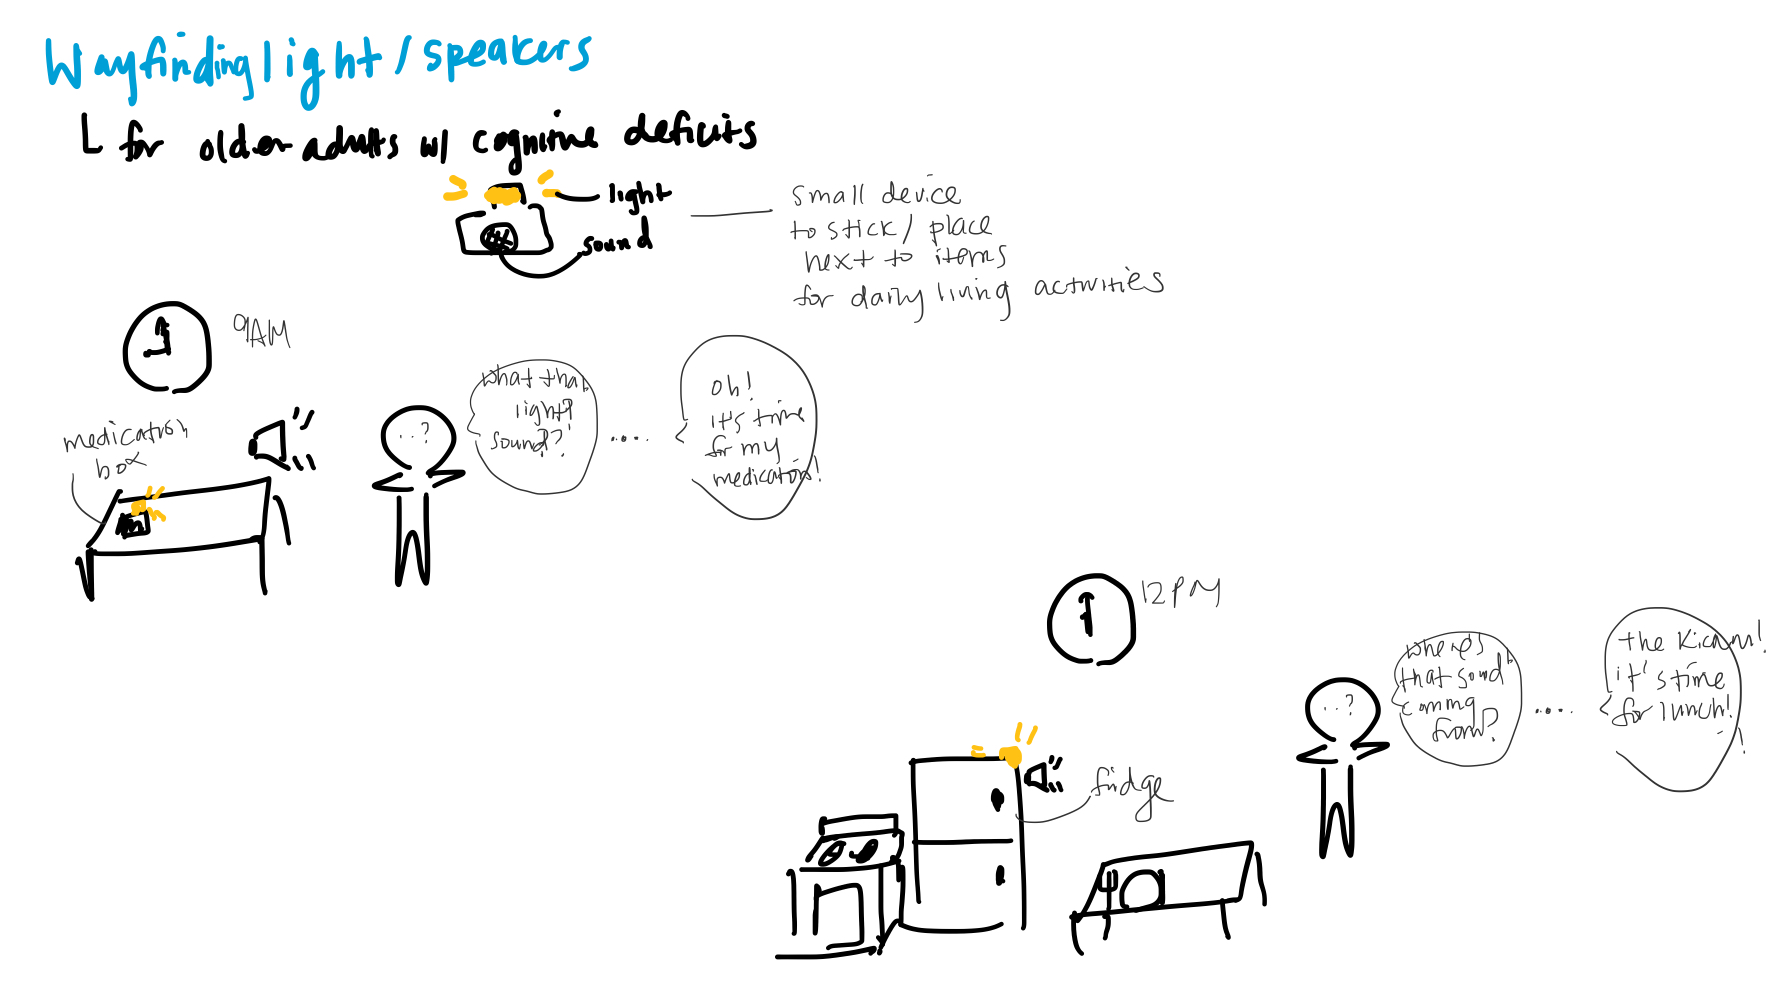 Wayfinding light/speakers
L for older adults w/ cognitive deficits
light
sound
small device
to stick/ place
next to items
for daily living activities
9AM
medication
box
..?
what that
light?
sound?
.....
oh!
it's time
for my
medication!
12PM
..?
where's
that sound
coming
from?
....
the Kicthn!
it's time
for lunch!
!
fridge